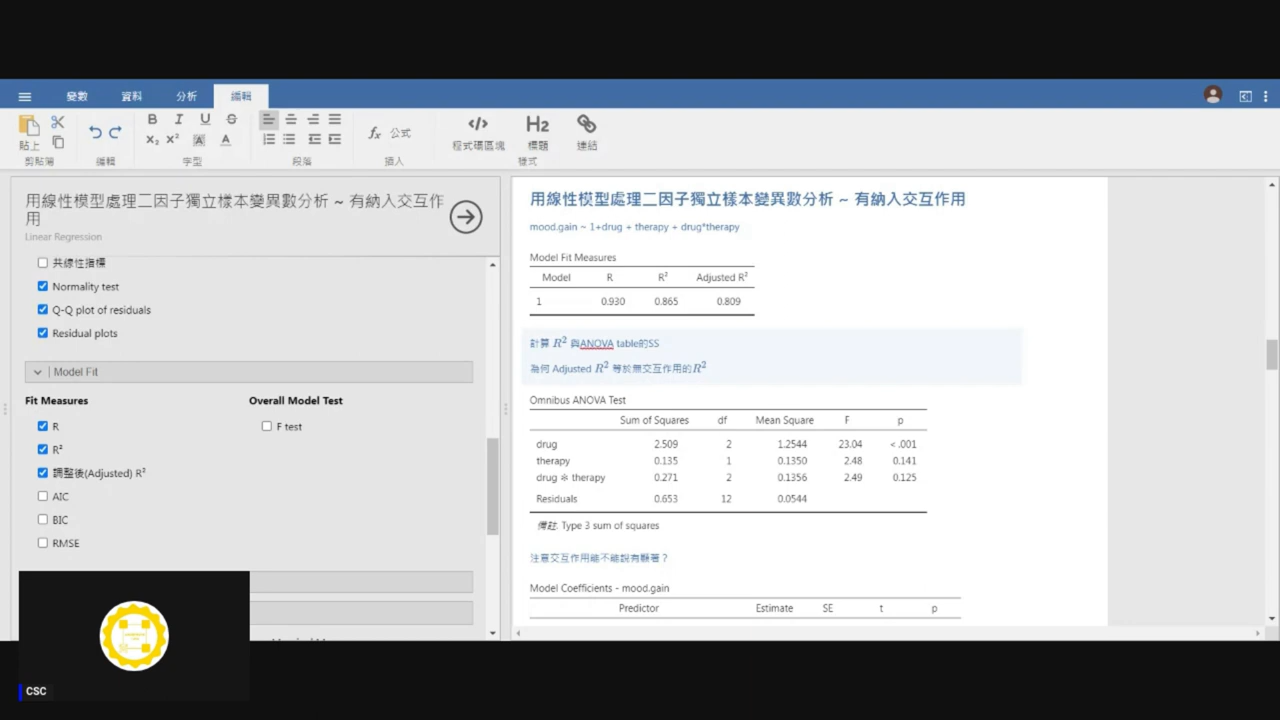 變數 資料 分析 編輯
B I U S
貼上 X₂ X² A A fx 公式 程式碼區塊 H2 標題 連結
剪貼簿 編輯 字型 段落 插入 樣式
用線性模型處理二因子獨立樣本變異數分析 ~ 有納入交互作
用
Linear Regression
共線性指標
Normality test
Q-Q plot of residuals
Residual plots
Model Fit
Fit Measures Overall Model Test
R F test
R²
調整後(Adjusted) R²
AIC
BIC
RMSE
CSC
用線性模型處理二因子獨立樣本變異數分析 ~ 有納入交互作用
mood.gain ~ 1+drug + therapy + drug*therapy
Model Fit Measures
Model R R² Adjusted R²
1 0.930 0.865 0.809
計算 R² 與ANOVA table的SS
為何 Adjusted R² 等於無交互作用的R²
Omnibus ANOVA Test
Sum of Squares df Mean Square F p
drug 2.509 2 1.2544 23.04 < .001
therapy 0.135 1 0.1350 2.48 0.141
drug ✻ therapy 0.271 2 0.1356 2.49 0.125
Residuals 0.653 12 0.0544
備註. Type 3 sum of squares
注意交互作用能不能說有顯著？
Model Coefficients - mood.gain
Predictor Estimate SE t p